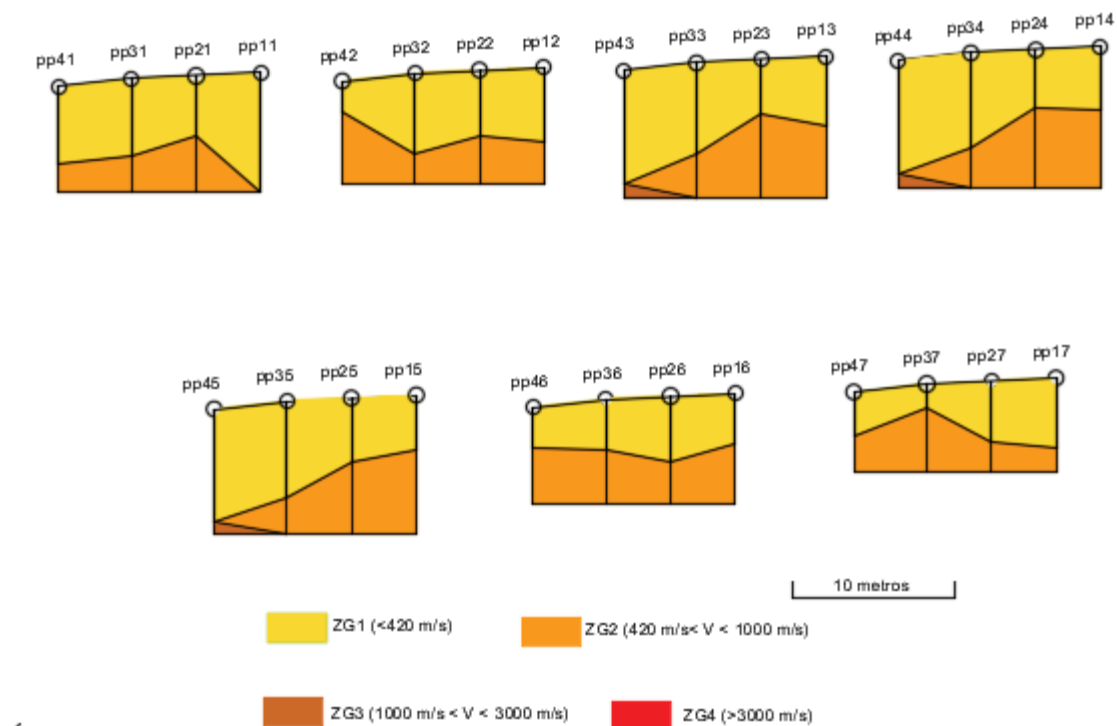 pp41 pp31 pp21 pp11 pp42 pp32 pp22 pp12 pp43 pp33 pp23 pp13 pp44 pp34 pp24 pp14
pp45 pp35 pp25 pp15 pp46 pp36 pp26 pp16 pp47 pp37 pp27 pp17
10 metros
ZG1 (<420 m/s) ZG2 (420 m/s< V < 1000 m/s)
ZG3 (1000 m/s < V < 3000 m/s) ZG4 (>3000 m/s)